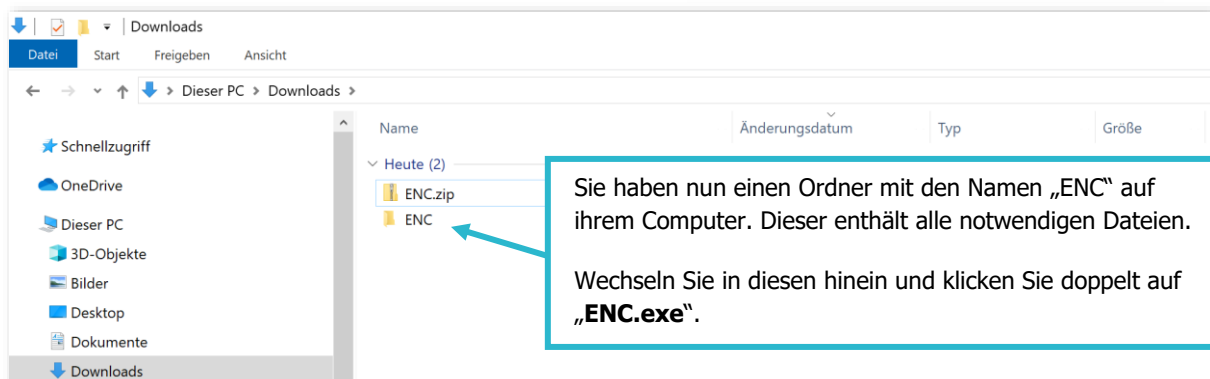 Downloads
Datei Start Freigeben Ansicht
Dieser PC > Downloads >
Name Änderungsdatum Typ Größe
Schnellzugriff
Heute (2)
OneDrive
ENC.zip
Dieser PC
ENC
3D-Objekte
Bilder
Desktop
Dokumente
Downloads
Sie haben nun einen Ordner mit den Namen „ENC“ auf
ihrem Computer. Dieser enthält alle notwendigen Dateien.
Wechseln Sie in diesen hinein und klicken Sie doppelt auf
„ENC.exe“.